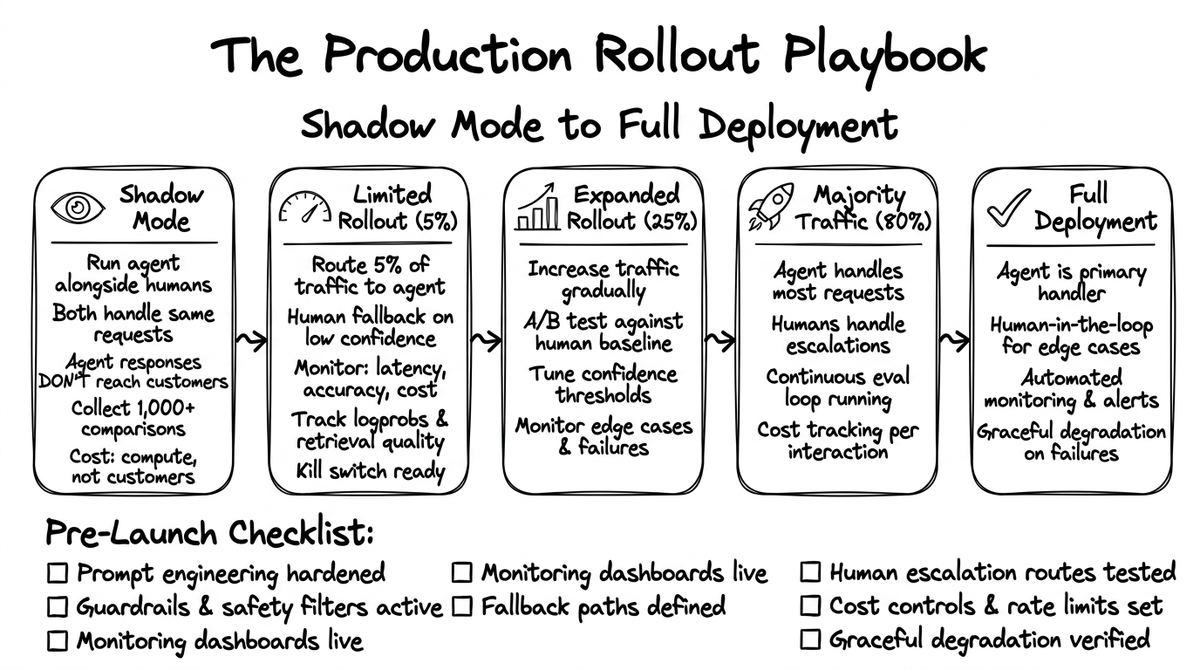 The Production Rollout Playbook
Shadow Mode to Full Deployment
Shadow
Mode
Run agent
alongside humans
Both handle same
requests
Agent responses
DON'T reach customers
Collect 1,000+
comparisons
Cost: compute,
not customers
Limited
Rollout (5%)
Route 5% of
traffic to agent
Human fallback on
low confidence
Monitor: latency,
accuracy, cost
Track logprobs &
retrieval quality
Kill switch ready
Expanded
Rollout (25%)
Increase traffic
gradually
A/B test against
human baseline
Tune confidence
thresholds
Monitor edge cases
& failures
Majority
Traffic (80%)
Agent handles
most requests
Humans handle
escalations
Continuous eval
loop running
Cost tracking per
interaction
Full
Deployment
Agent is primary
handler
Human-in-the-loop
for edge cases
Automated
monitoring & alerts
Graceful degradation
on failures
Pre-Launch Checklist:
Prompt engineering hardened
Guardrails & safety filters active
Monitoring dashboards live
Monitoring dashboards live
Fallback paths defined
Human escalation routes tested
Cost controls & rate limits set
Graceful degradation verified